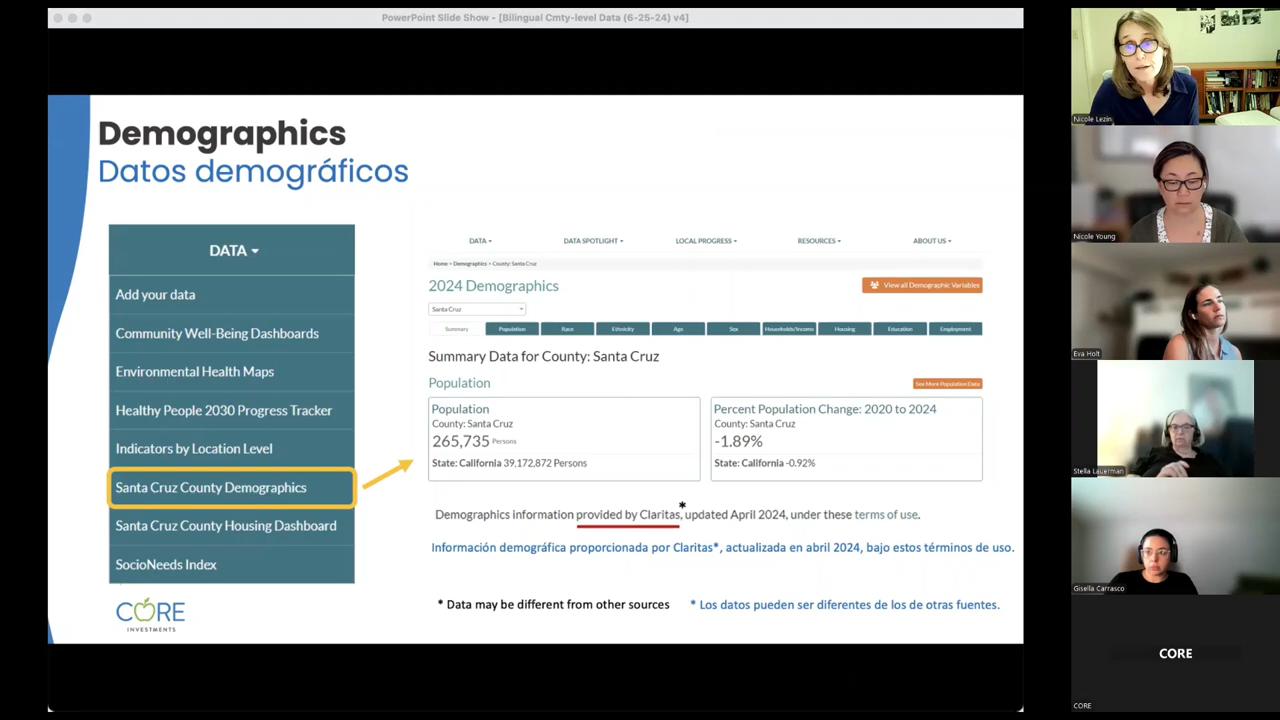 PowerPoint Slide Show - [Bilingual Cmty-level Data (6-25-24) v4]
Demographics
Datos demográficos
DATA
Add your data
Community Well-Being Dashboards
Environmental Health Maps
Healthy People 2030 Progress Tracker
Indicators by Location Level
Santa Cruz County Demographics
Santa Cruz County Housing Dashboard
SocioNeeds Index
CORE
INVESTMENTS
DATA DATA SPOTLIGHT LOCAL PROGRESS RESOURCES ABOUT US
Home > Demographics > County: Santa Cruz
2024 Demographics
View all Demographic Variables
Santa Cruz
Summary Population Race Ethnicity Age Sex Households/Income Housing Education Employment
Summary Data for County: Santa Cruz
Population
See More Population Data
Population
County: Santa Cruz
265,735 Persons
State: California 39,172,872 Persons
Percent Population Change: 2020 to 2024
County: Santa Cruz
-1.89%
State: California -0.92%
Demographics information provided by Claritas,* updated April 2024, under these terms of use.
Información demográfica proporcionada por Claritas*, actualizada en abril 2024, bajo estos términos de uso.
* Data may be different from other sources
* Los datos pueden ser diferentes de los de otras fuentes.
Nicole Lezin
Nicole Young
Eva Holt
Stella Lauerman
Gisella Carrasco
CORE
CORE